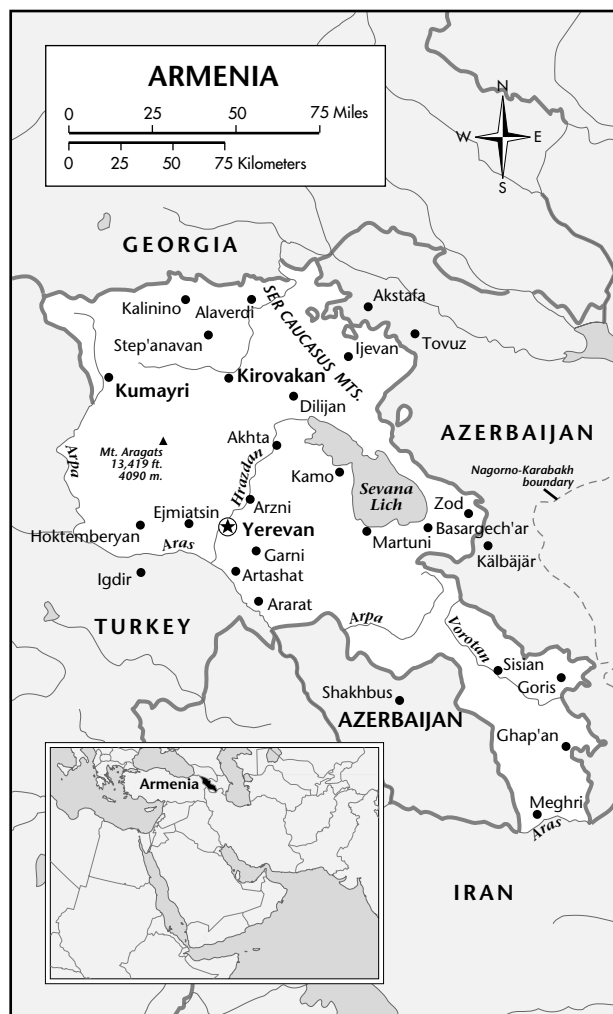 ARMENIA
0 25 50 75 Miles
0 25 50 75 Kilometers
N
W E
S
GEORGIA
Kalinino
Alaverdi
Akstafa
Step'anavan
SER CAUCASUS MTS.
Ijevan
Tovuz
Kumayri
Kirovakan
Dilijan
AZERBAIJAN
Arpa
Mt. Aragats
13,419 ft.
4090 m.
Akhta
Hrazdan
Kamo
Sevana
Lich
Nagorno-Karabakh
boundary
Zod
Arzni
Ejmiatsin
Hoktemberyan
Yerevan
Martuni
Basargech'ar
Kälbäjär
Aras
Garni
Igdir
Artashat
Ararat
Arpa
TURKEY
Vorotan
Sisian
Goris
Shakhbus
AZERBAIJAN
Ghap'an
Meghri
Aras
Armenia
IRAN